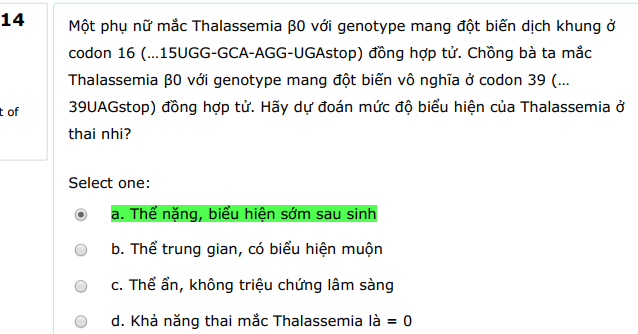 14
Một phụ nữ mắc Thalassemia β0 với genotype mang đột biến dịch khung ở
codon 16 (...15UGG-GCA-AGG-UGAstop) đồng hợp tử. Chồng bà ta mắc
Thalassemia β0 với genotype mang đột biến vô nghĩa ở codon 39 (...
39UAGstop) đồng hợp tử. Hãy dự đoán mức độ biểu hiện của Thalassemia ở
t of
thai nhi?
Select one:
a. Thể nặng, biểu hiện sớm sau sinh
b. Thể trung gian, có biểu hiện muộn
c. Thể ẩn, không triệu chứng lâm sàng
d. Khả năng thai mắc Thalassemia là = 0